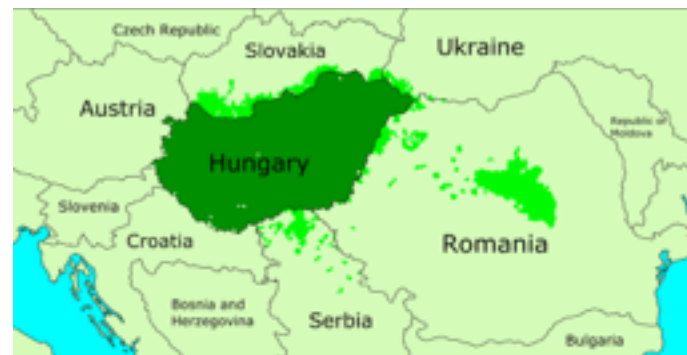 Czech Republic
Slovakia
Ukraine
Austria
Republic of
Moldova
Hungary
Slovenia
Croatia
Romania
Bosnia and
Herzegovina
Serbia
Bulgaria